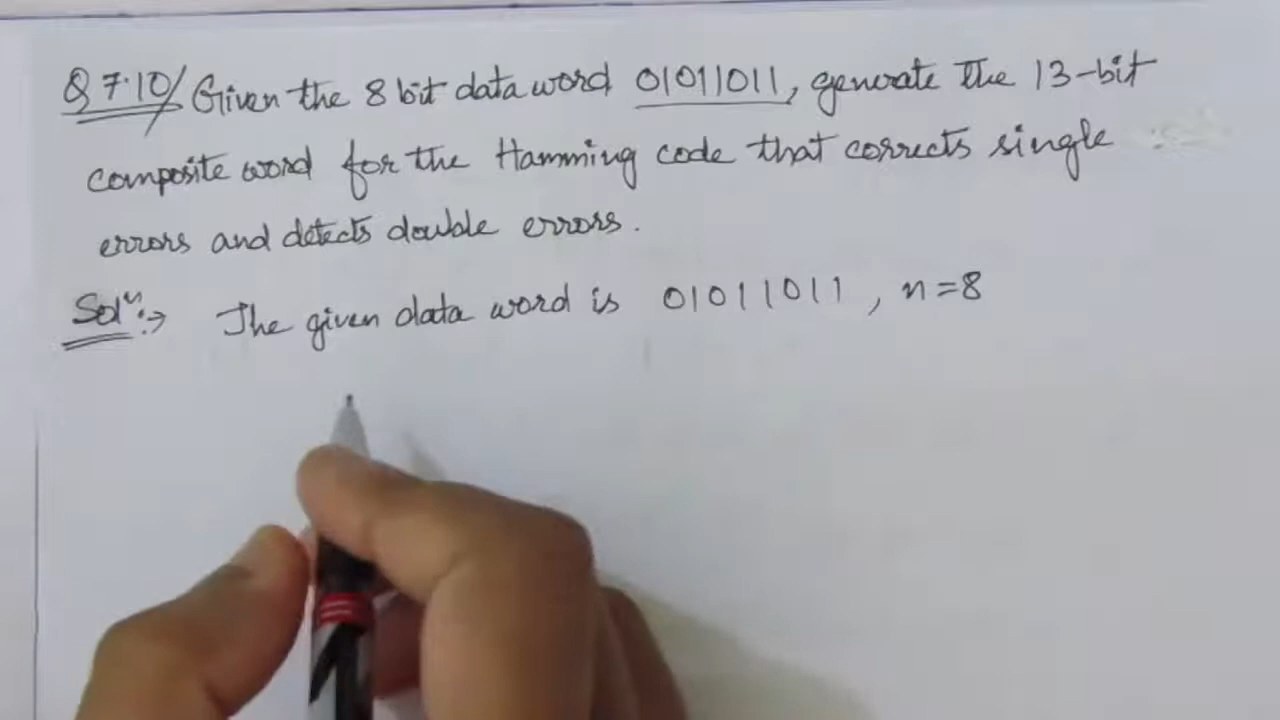 Q 7.10/ Given the 8 bit data word 01011011, generate the 13-bit
composite word for the Hamming code that corrects single
errors and detects double errors.
Solⁿ:→ The given data word is 01011011, n=8